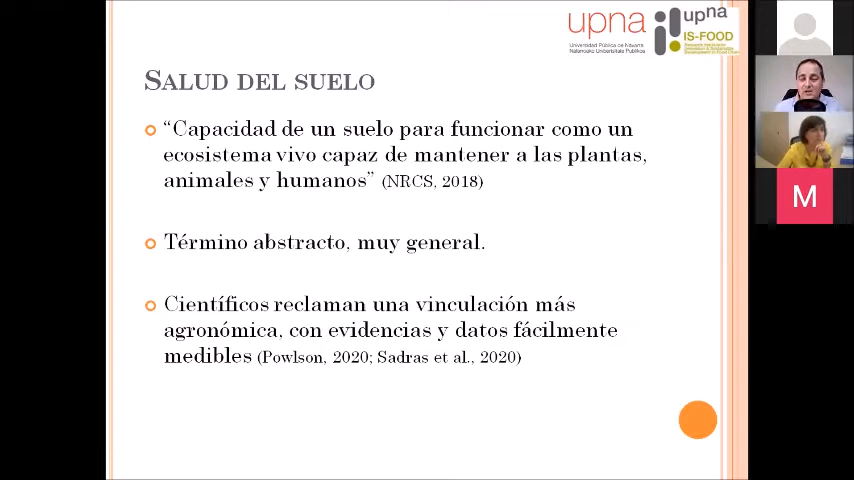 upna
Universidad Pública de Navarra
Nafarroako Unibertsitate Publikoa
upna
IS-FOOD
SALUD DEL SUELO
“Capacidad de un suelo para funcionar como un
ecosistema vivo capaz de mantener a las plantas,
animales y humanos” (NRCS, 2018)
Término abstracto, muy general.
Científicos reclaman una vinculación más
agronómica, con evidencias y datos fácilmente
medibles (Powlson, 2020; Sadras et al., 2020)
M